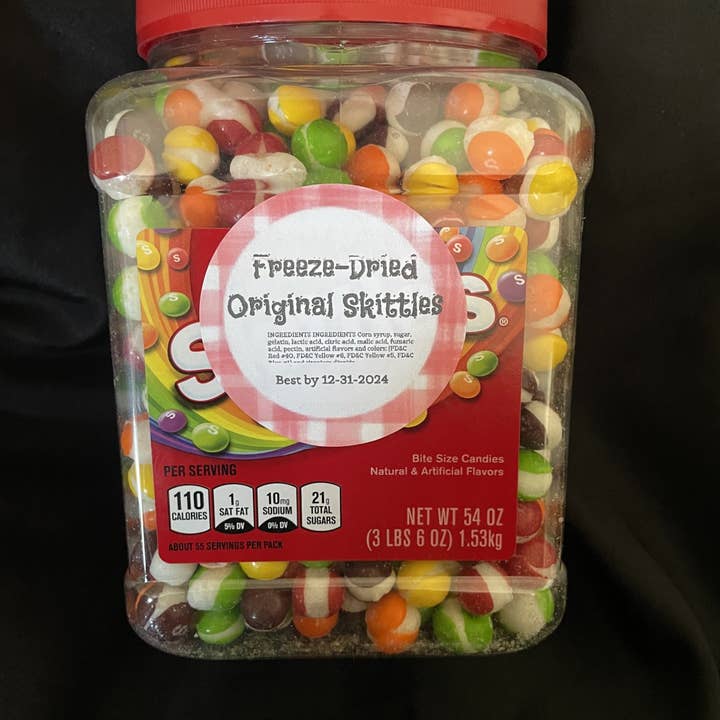 Freeze-Dried
Original Skittles
INGREDIENTS INGREDIENTS Corn syrup, sugar,
gelatin, lactic acid, citric acid, malic acid, fumaric
acid, pectin, artificial flavors and colors: (FD&C
Red #40, FD&C Yellow #6, FD&C Yellow #5, FD&C
Best by 12-31-2024
S S®
Bite Size Candies
Natural & Artificial Flavors
PER SERVING
110 CALORIES
1g SAT FAT 5% DV
10mg SODIUM 0% DV
21g TOTAL SUGARS
NET WT 54 OZ
(3 LBS 6 OZ) 1.53kg
ABOUT 55 SERVINGS PER PACK